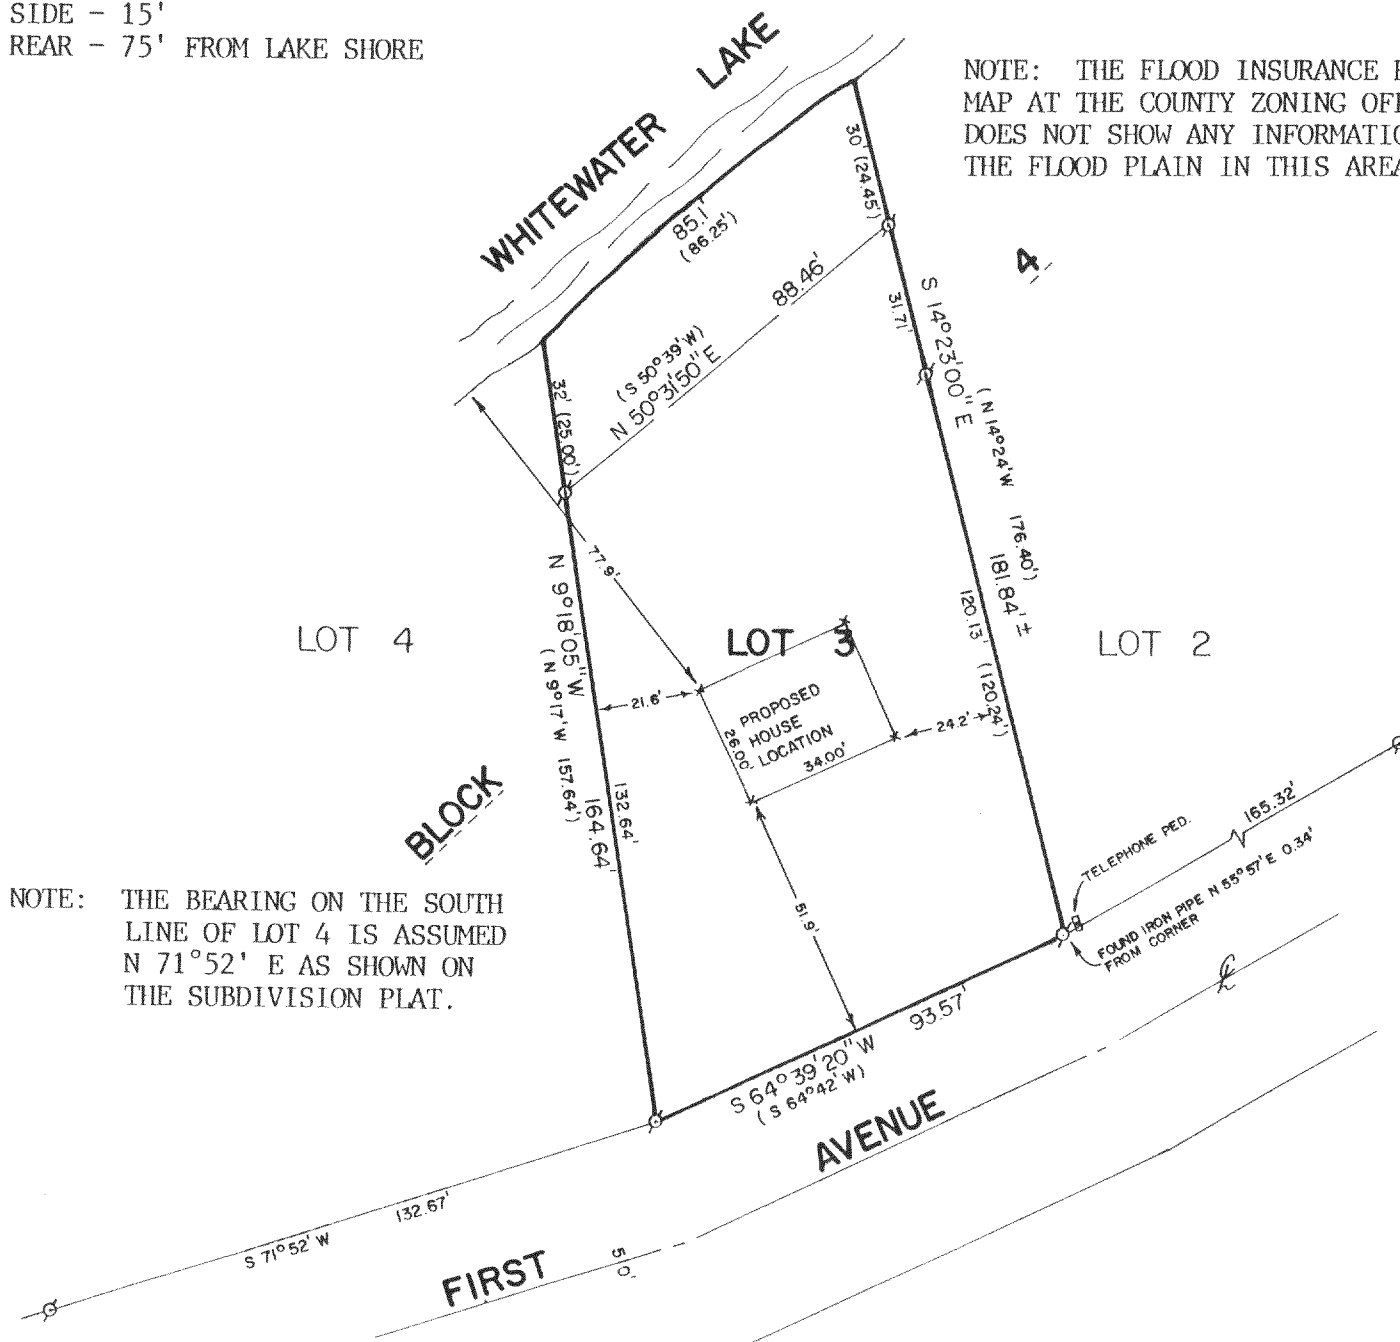 SIDE - 15'
REAR - 75' FROM LAKE SHORE
NOTE: THE FLOOD INSURANCE
MAP AT THE COUNTY ZONING
DOES NOT SHOW ANY
THE FLOOD PLAIN IN THIS
WHITEWATER LAKE
30' (24.45')
85.1'
(86.25')
88.46'
(S 50°39'W)
N 50°31'50"E
32' (25.00')
31.71'
S 14°23'00"E
(N 14°24'W 176.40')
181.84'±
120.13' (120.24')
4
77.9'
N 9°18'05"W
(N 9°17'W 157.64')
164.64'
132.64'
LOT 4
LOT 3
LOT 2
21.6'
PROPOSED
HOUSE
LOCATION
26.00'
34.00'
24.2'
BLOCK
51.9'
165.32'
TELEPHONE PED.
FOUND IRON PIPE N 55°57'E 0.34'
FROM CORNER
NOTE: THE BEARING ON THE SOUTH
LINE OF LOT 4 IS ASSUMED
N 71°52' E AS SHOWN ON
THE SUBDIVISION PLAT.
93.57'
S 64°39'20"W
(S 64°42'W)
132.67'
S 71°52' W
50'
FIRST AVENUE